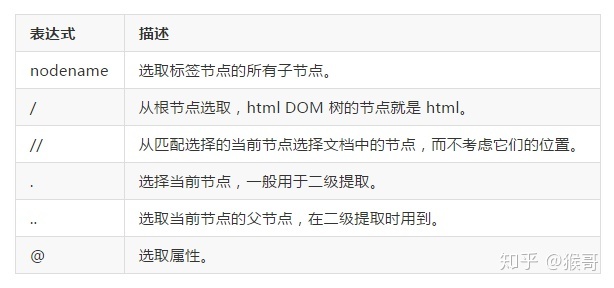 表达式 描述
nodename 选取标签节点的所有子节点。
/ 从根节点选取，html DOM 树的节点就是 html。
// 从匹配选择的当前节点选择文档中的节点，而不考虑它们的位置。
. 选择当前节点，一般用于二级提取。
.. 选取当前节点的父节点，在二级提取时用到。
@ 选取属性。
知乎 @猴哥